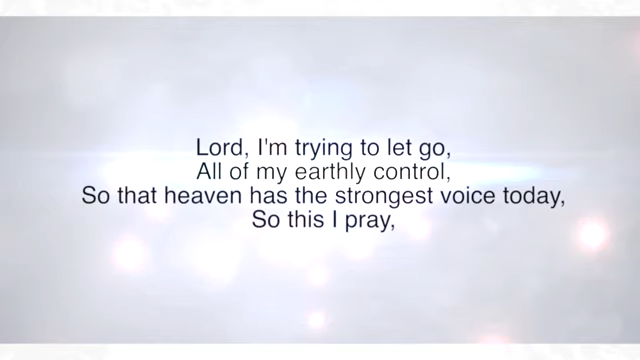 Lord, I'm trying to let go,
All of my earthly control,
So that heaven has the strongest voice today,
So this I pray,